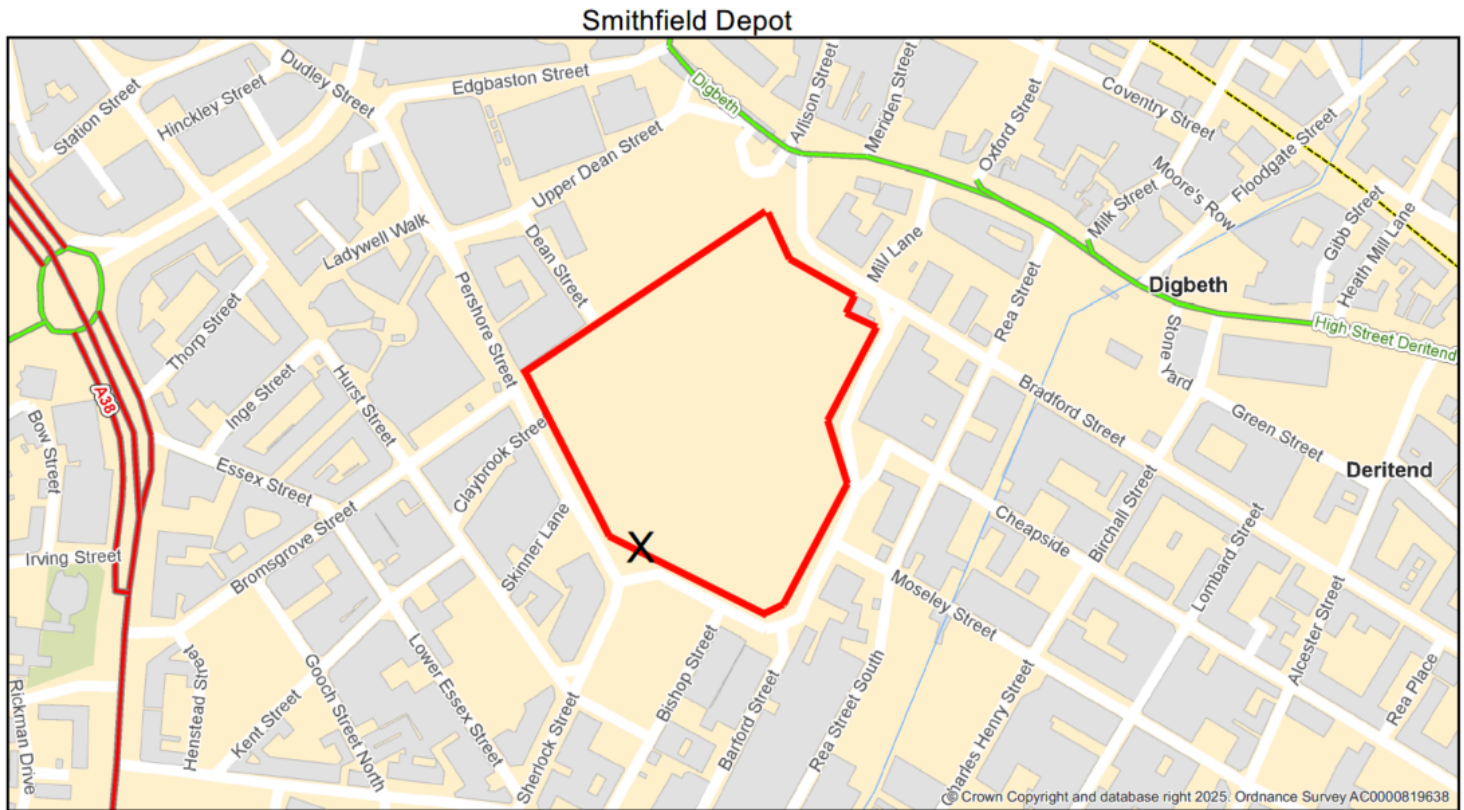 Smithfield Depot
Station Street
Hinckley Street
Dudley Street
Edgbaston Street
Digbeth
Allison Street
Meriden Street
Oxford Street
Coventry Street
Moore's Row
Floodgate Street
Milk Street
Gibb Street
Heath Mill Lane
Upper Dean Street
Ladywell Walk
Dean Street
Mill Lane
Rea Street
Digbeth
High Street Deritend
Stone Yard
Thorp Street
Pershore Street
A38
Inge Street
Hurst Street
Bradford Street
Green Street
Bow Street
Essex Street
Claybrook Stree
Deritend
Birchall Street
Cheapside
Lombard Street
Irving Street
Bromsgrove Street
Skinner Lane
X
Moseley Street
Alcester Street
Rickman Drive
Henstead Street
Kent Street
Gooch Street North
Lower Essex Street
Sherlock Street
Bishop Street
Barford Street
Rea Street South
Charles Henry Street
Rea Place
© Crown Copyright and database right 2025. Ordnance Survey AC0000819638